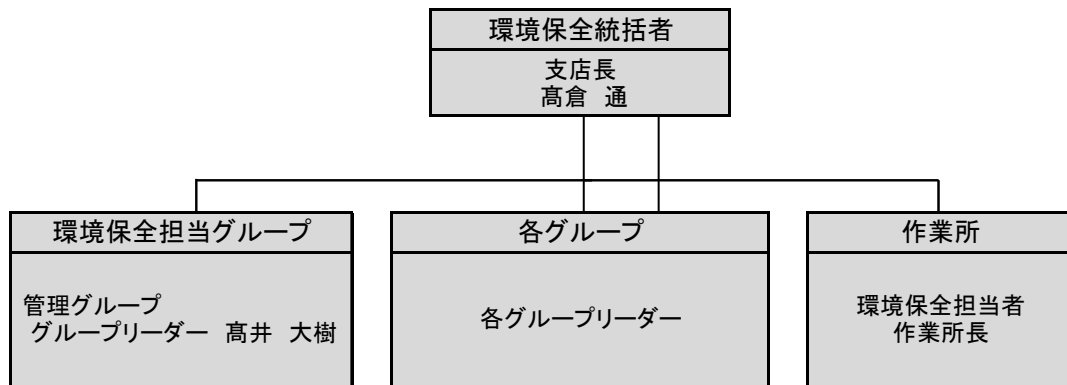 環境保全統括者
支店長
髙倉 通
環境保全担当グループ
管理グループ
グループリーダー 髙井 大樹
各グループ
各グループリーダー
作業所
環境保全担当者
作業所長